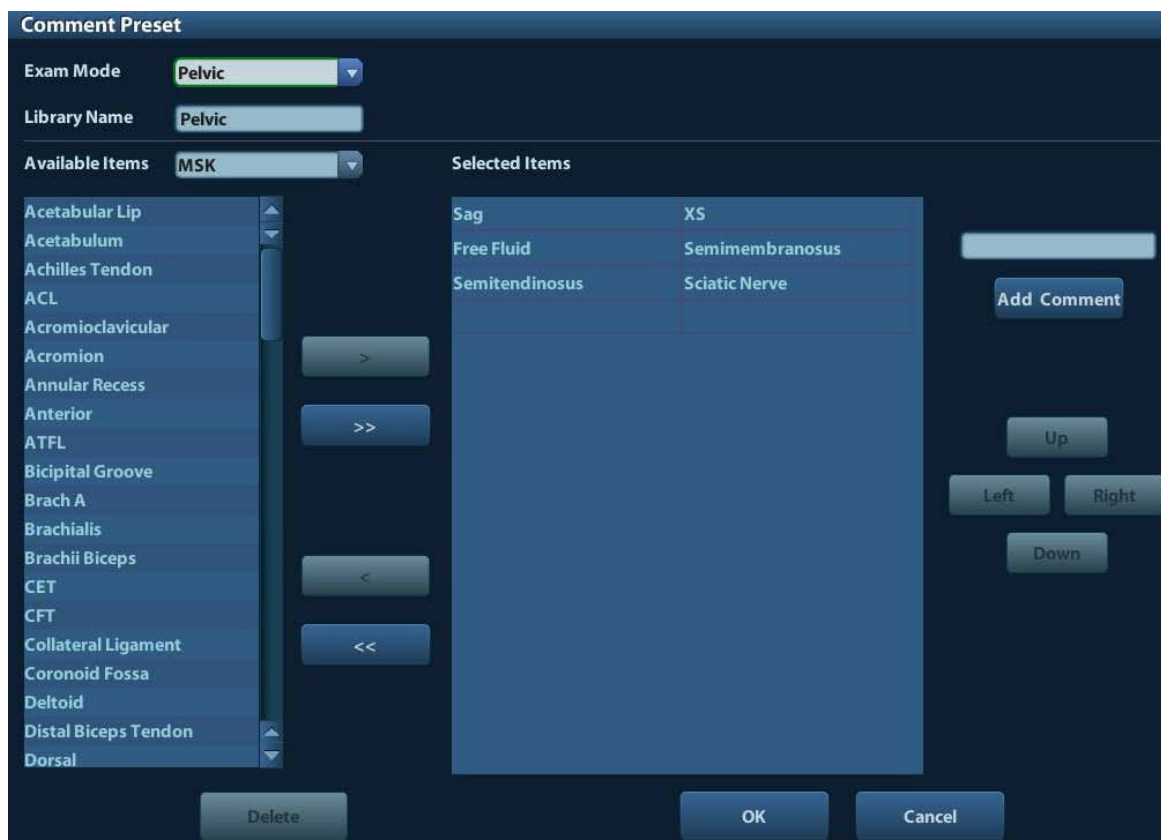 Comment Preset
Exam Mode Pelvic
Library Name Pelvic
Available Items MSK Selected Items
Acetabular Lip
Acetabulum
Achilles Tendon
ACL
Acromioclavicular
Acromion
Annular Recess
Anterior
ATFL
Bicipital Groove
Brach A
Brachialis
Brachii Biceps
CET
CFT
Collateral Ligament
Coronoid Fossa
Deltoid
Distal Biceps Tendon
Dorsal
>
>>
<
<<
Sag XS
Free Fluid Semimembranosus
Semitendinosus Sciatic Nerve
Add Comment
Up
Left Right
Down
Delete OK Cancel